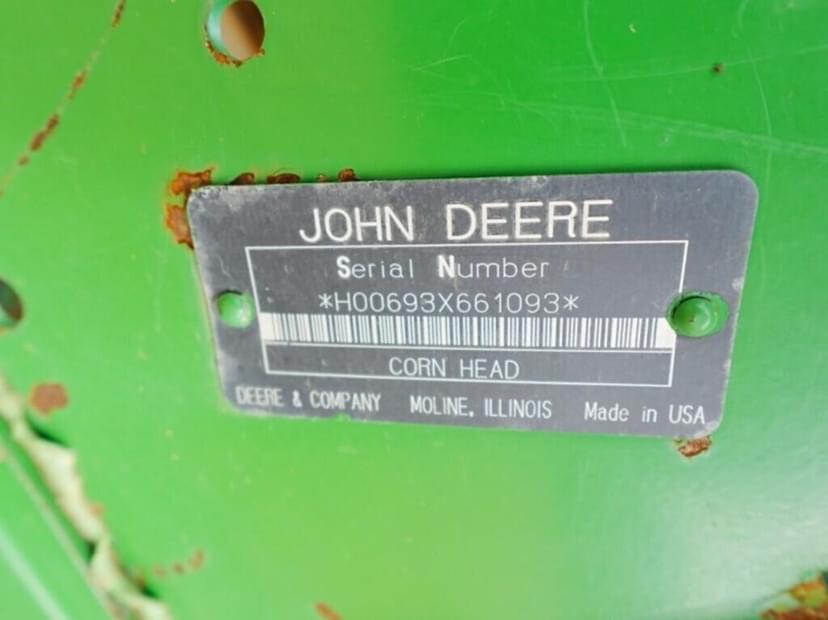 JOHN DEERE
Serial Number
*H00693X661093*
CORN HEAD
DEERE & COMPANY MOLINE, ILLINOIS Made in USA